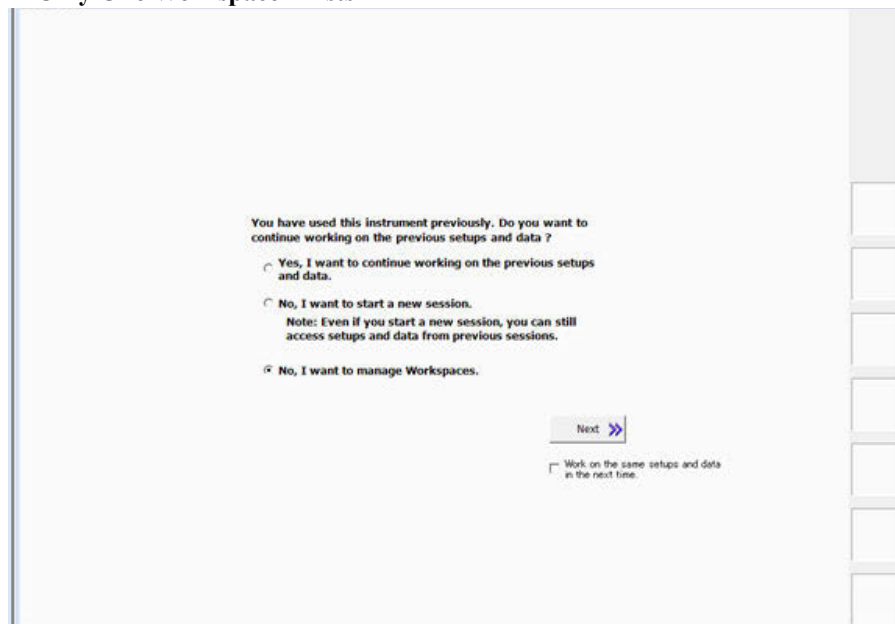 You have used this instrument previously. Do you want to
continue working on the previous setups and data ?
Yes, I want to continue working on the previous setups
and data.
No, I want to start a new session.
Note: Even if you start a new session, you can still
access setups and data from previous sessions.
No, I want to manage Workspaces.
Next
Work on the same setups and data
in the next time.